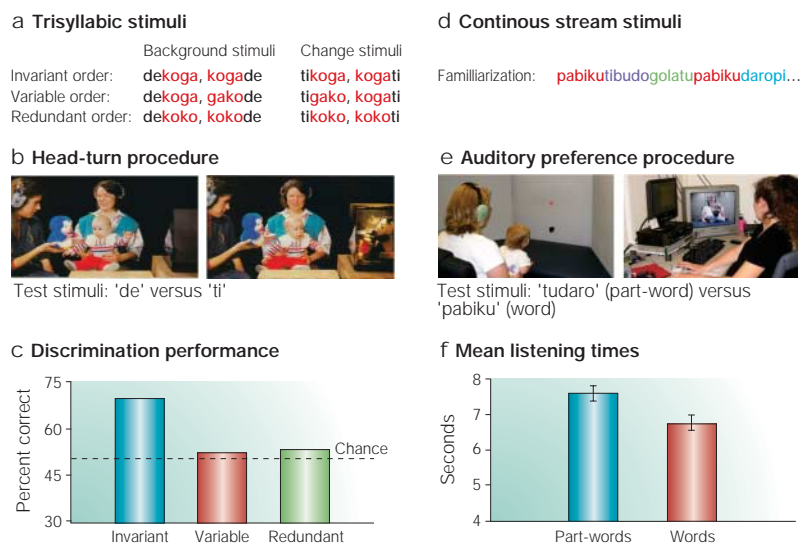 a Trisyllabic stimuli
Background stimuli Change stimuli
Invariant order: dekoga, kogade tikoga, kogati
Variable order: dekoga, gakode tigako, kogati
Redundant order: dekoko, kokode tikoko, kokoti
b Head-turn procedure
Test stimuli: 'de' versus 'ti'
c Discrimination performance
Percent correct
75
60
45
30
Chance
Invariant Variable Redundant
d Continous stream stimuli
Familliarization: pabikutibudogolatupabikudaropi...
e Auditory preference procedure
Test stimuli: 'tudaro' (part-word) versus
'pabiku' (word)
f Mean listening times
Seconds
8
7
6
5
4
Part-words Words